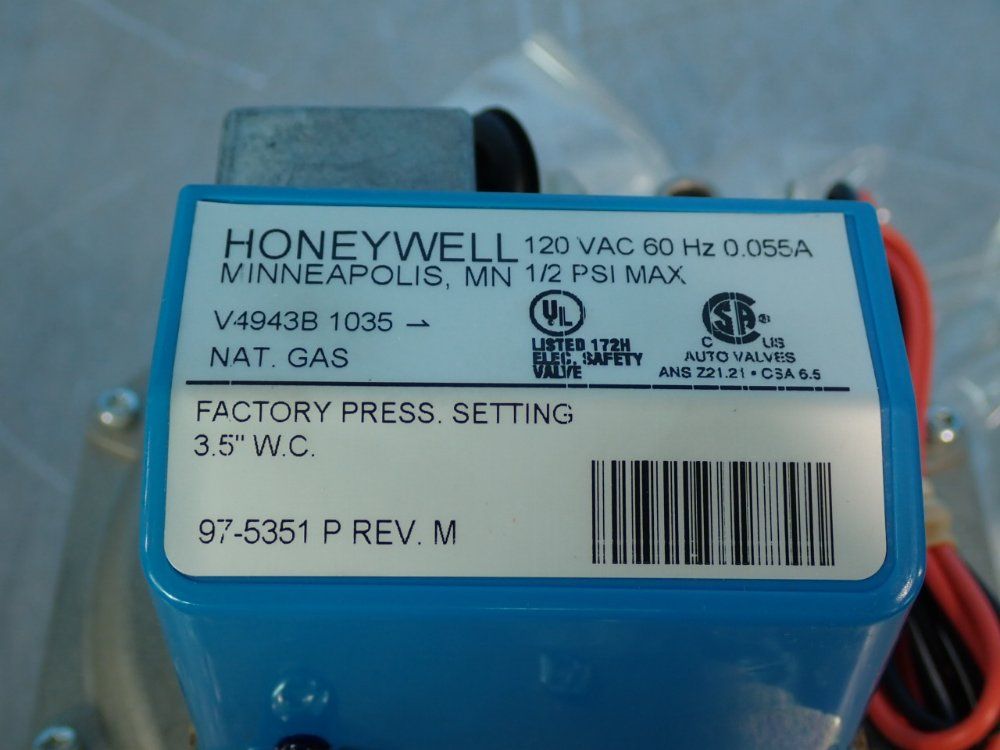 HONEYWELL 120 VAC 60 Hz 0.055A
MINNEAPOLIS, MN 1/2 PSI MAX
V4943B 1035 ⇀
NAT. GAS
UL
LISTED 172H
ELEC. SAFETY
VALVE
CSA
C US
AUTO VALVES
ANS Z21.21 • CSA 6.5
FACTORY PRESS. SETTING
3.5" W.C.
97-5351 P REV. M